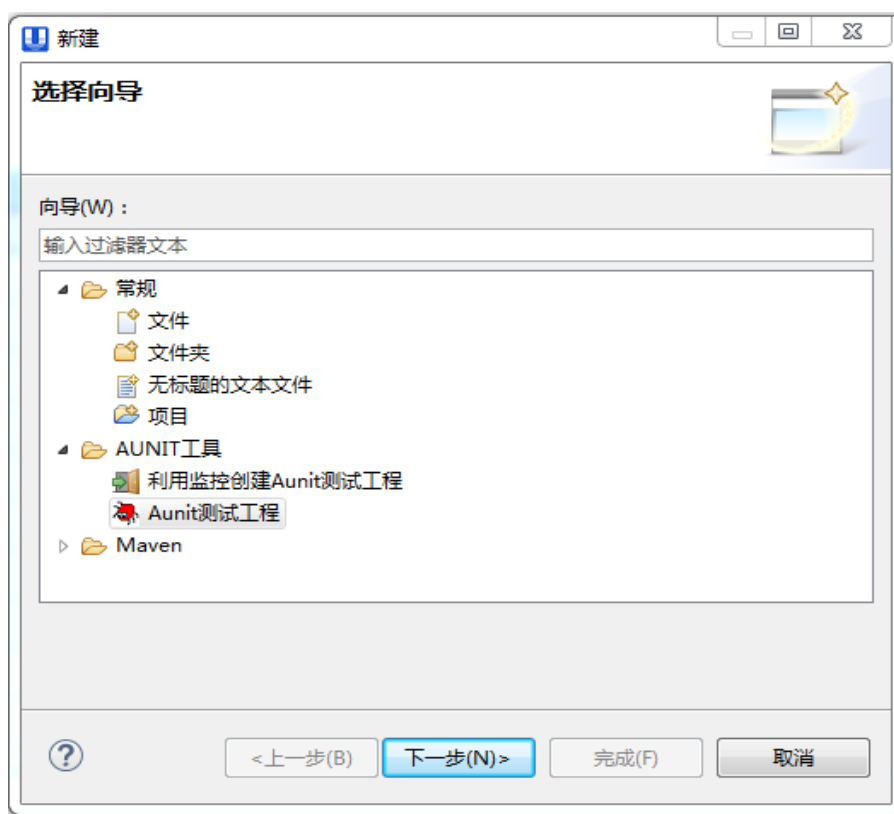 新建
选择向导
向导(W)：
输入过滤器文本
常规
文件
文件夹
无标题的文本文件
项目
AUNIT工具
利用监控创建Aunit测试工程
Aunit测试工程
Maven
<上一步(B) 下一步(N)> 完成(F) 取消